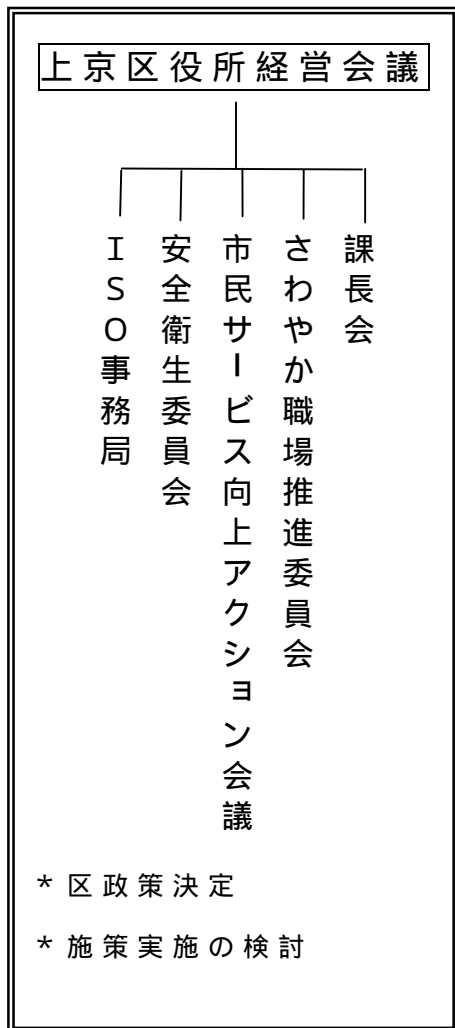 上京区役所経営会議
課長会
さわやか職場推進委員会
市民サービス向上アクション会議
安全衛生委員会
ISO事務局
*区政策決定
*施策実施の検討